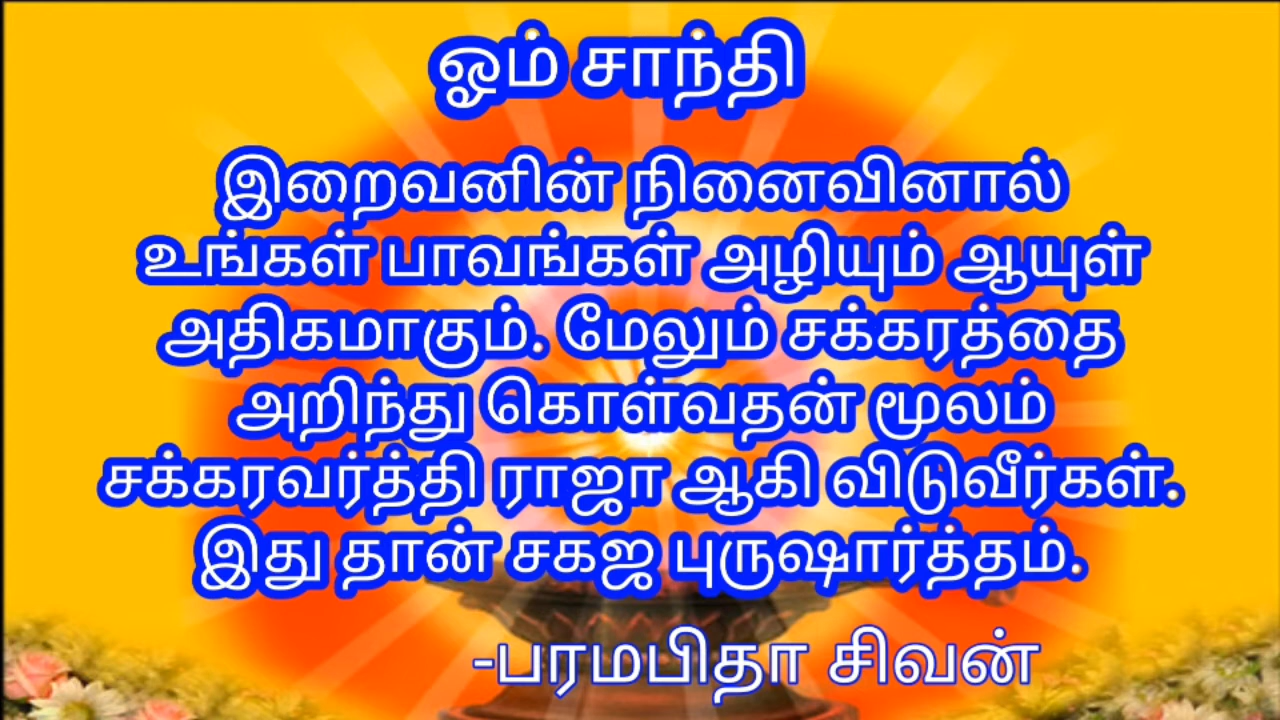 ஓம் சாந்தி
இறைவனின் நினைவினால்
உங்கள் பாவங்கள் அழியும் ஆயுள்
அதிகமாகும். மேலும் சக்கரத்தை
அறிந்து கொள்வதன் மூலம்
சக்கரவர்த்தி ராஜா ஆகி விடுவீர்கள்.
இது தான் சகஜ புருஷார்த்தம்.
-பரமபிதா சிவன்